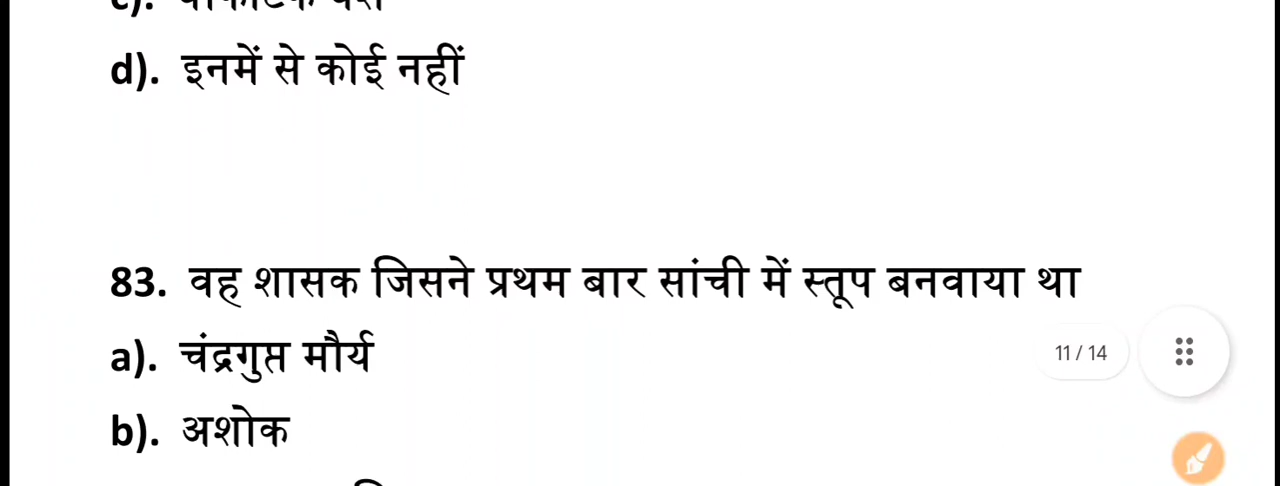 d). इनमें से कोई नहीं
83. वह शासक जिसने प्रथम बार सांची में स्तूप बनवाया था
a). चंद्रगुप्त मौर्य
11 / 14
b). अशोक